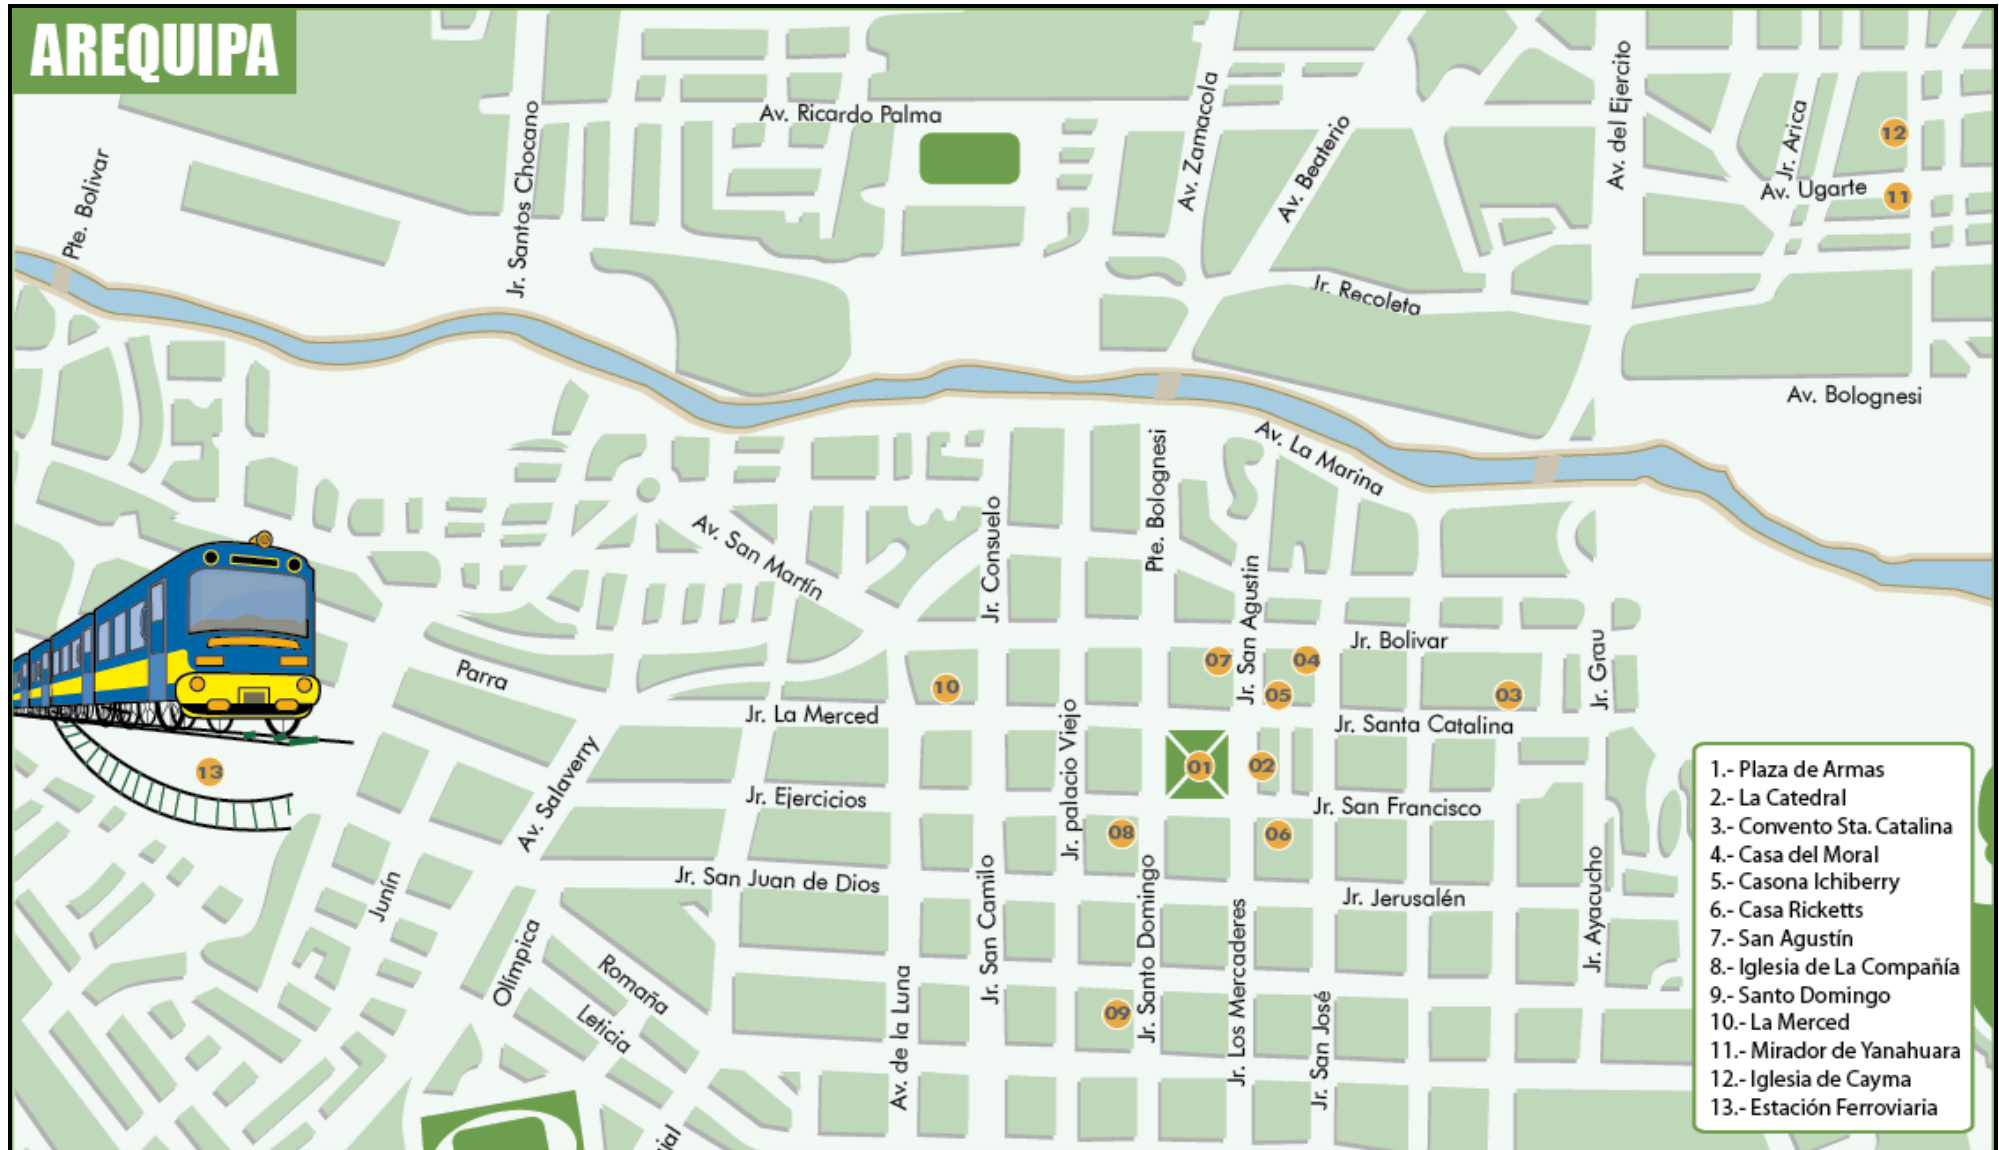 AREQUIPA
Pte. Bolivar
Jr. Santos Chocano
Av. Ricardo Palma
Av. Zamacola
Av. Beaterio
Av. del Ejercito
Jr. Arica
12
Av. Ugarte
11
Jr. Recoleta
Av. Bolognesi
Av. La Marina
Pte. Bolognesi
Jr. Consuelo
Av. San Martín
Jr. San Agustin
Jr. Bolivar
Jr. Grau
07
04
05
03
10
Parra
Jr. La Merced
Jr. palacio Viejo
Jr. Santa Catalina
01
02
13
Av. Salaverry
Jr. Ejercicios
Jr. San Francisco
08
06
Junín
Jr. San Juan de Dios
Jr. San Camilo
Jr. Santo Domingo
Jr. Los Mercaderes
Jr. Jerusalén
Jr. Ayacucho
Olímpica
Romaña
Leticia
Av. de la Luna
09
Jr. San José
1.- Plaza de Armas
2.- La Catedral
3.- Convento Sta. Catalina
4.- Casa del Moral
5.- Casona Ichiberry
6.- Casa Ricketts
7.- San Agustín
8.- Iglesia de La Compañía
9.- Santo Domingo
10.- La Merced
11.- Mirador de Yanahuara
12.- Iglesia de Cayma
13.- Estación Ferroviaria